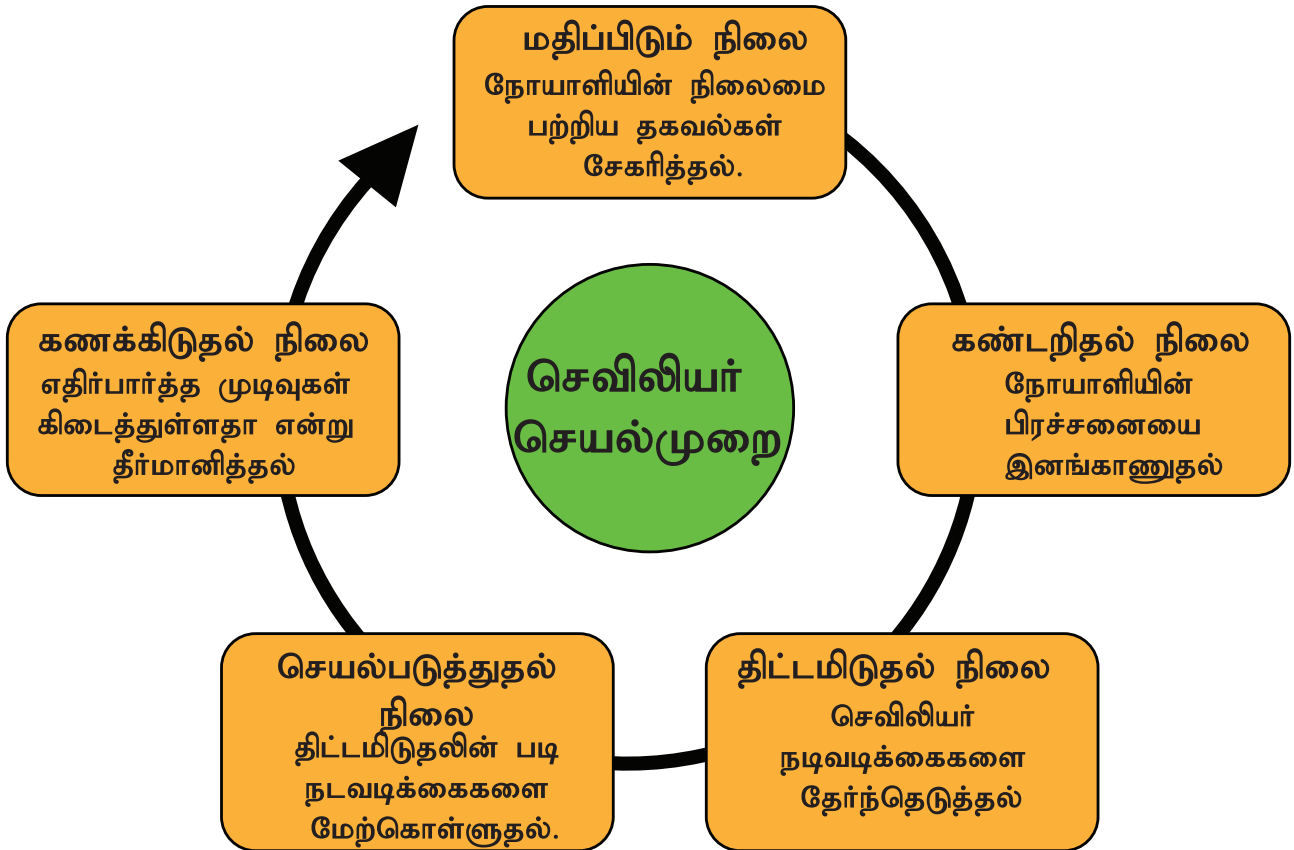 மதிப்பிடும் நிலை
நோயாளியின் நிலைமை
பற்றிய தகவல்கள்
சேகரித்தல்.
கண்டறிதல் நிலை
நோயாளியின்
பிரச்சனையை
இனங்காணுதல்
திட்டமிடுதல் நிலை
செவிலியர்
நடிவடிக்கைகளை
தேர்ந்தெடுத்தல்
செயல்படுத்துதல்
நிலை
திட்டமிடுதலின் படி
நடவடிக்கைகளை
மேற்கொள்ளுதல்.
கணக்கிடுதல் நிலை
எதிர்பார்த்த முடிவுகள்
கிடைத்துள்ளதா என்று
தீர்மானித்தல்
செவிலியர்
செயல்முறை